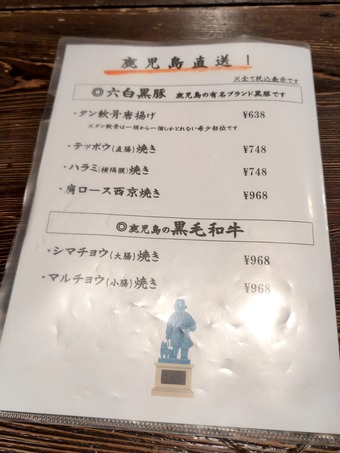 鹿児島直送!
※全て税込表示です
◎六白黒豚 鹿児島の有名ブランド黒豚です
・タン軟骨唐揚げ ¥638
※タン軟骨は一頭から一個しかとれない希少部位です
・テッポウ(直腸)焼き ¥748
・ハラミ(横隔膜)焼き ¥748
・肩ロース西京焼き ¥968
◎鹿児島の黒毛和牛
・シマチョウ(大腸)焼き ¥968
・マルチョウ(小腸)焼き ¥968